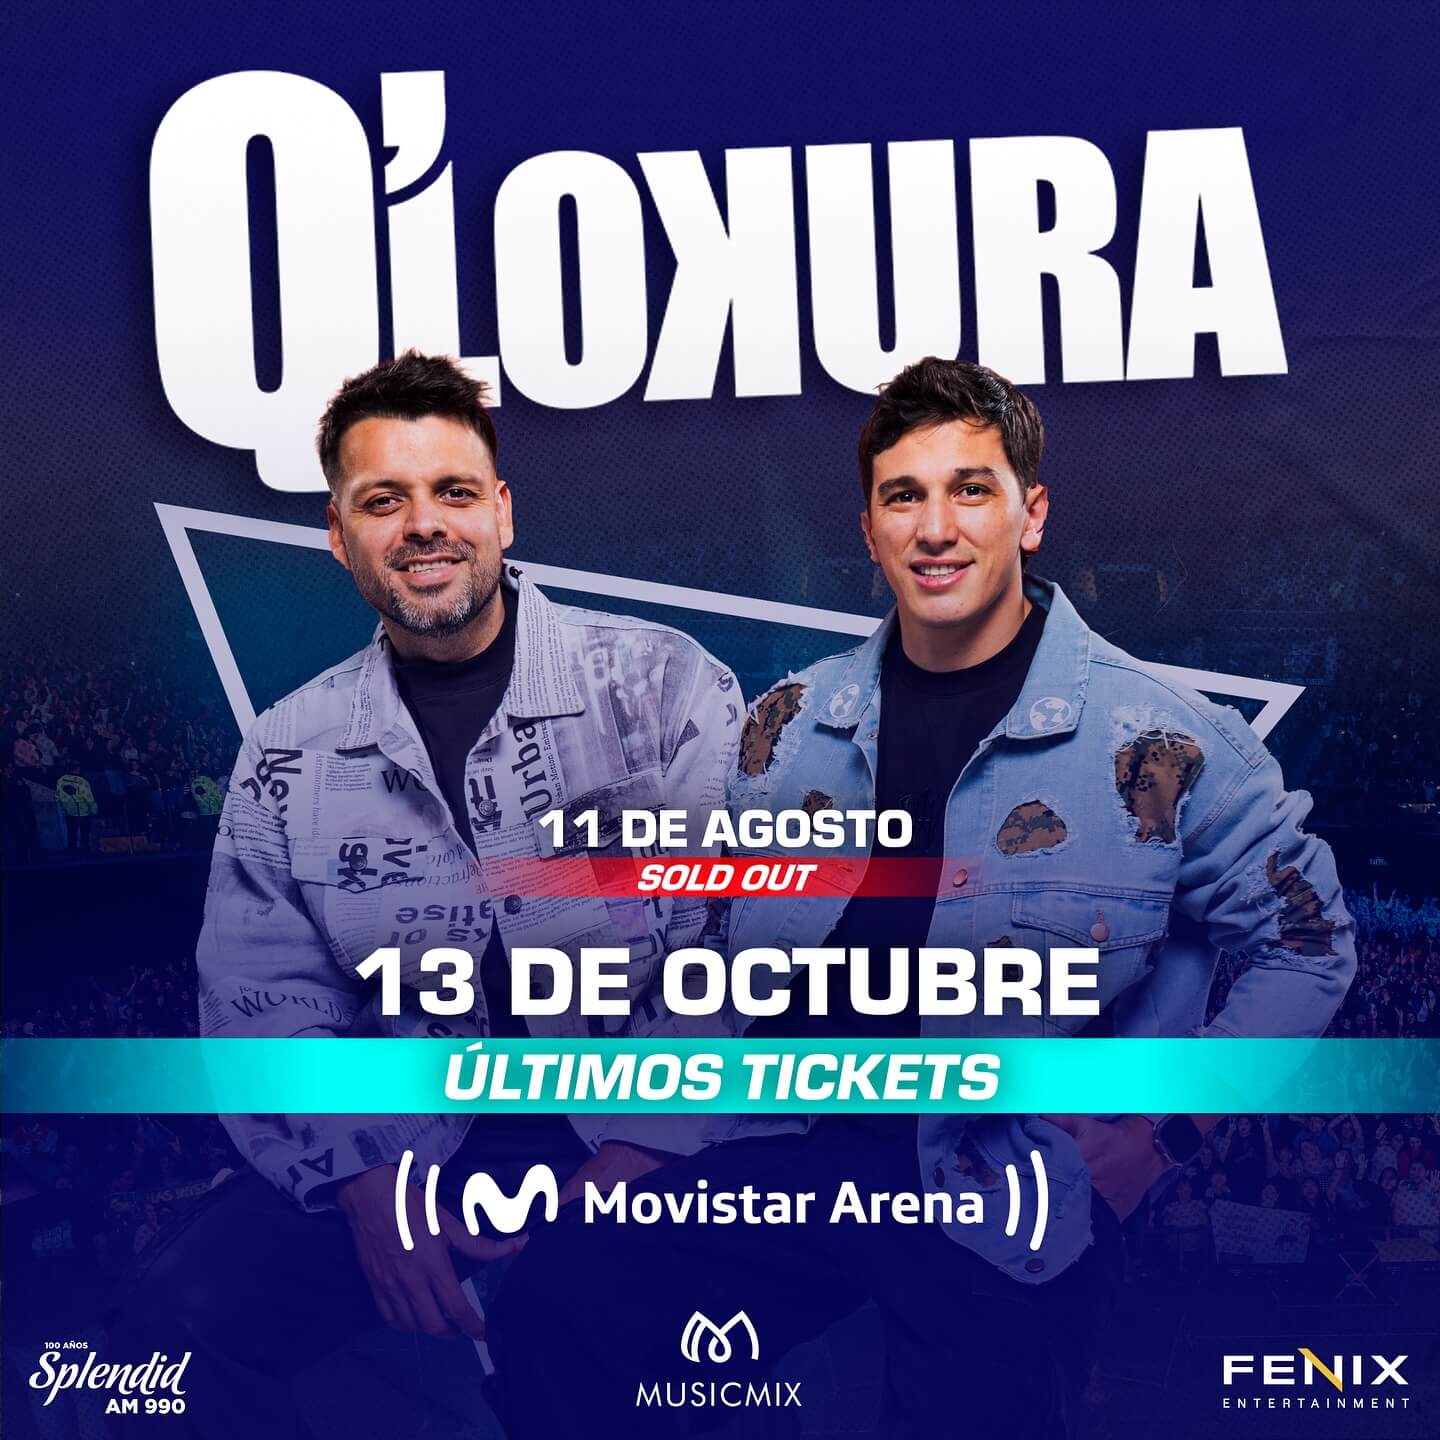 Q'LOKURA
11 DE AGOSTO
SOLD OUT
13 DE OCTUBRE
ÚLTIMOS TICKETS
Movistar Arena
100 AÑOS
Splendid
AM 990
MUSICMIX
FENIX
ENTERTAINMENT